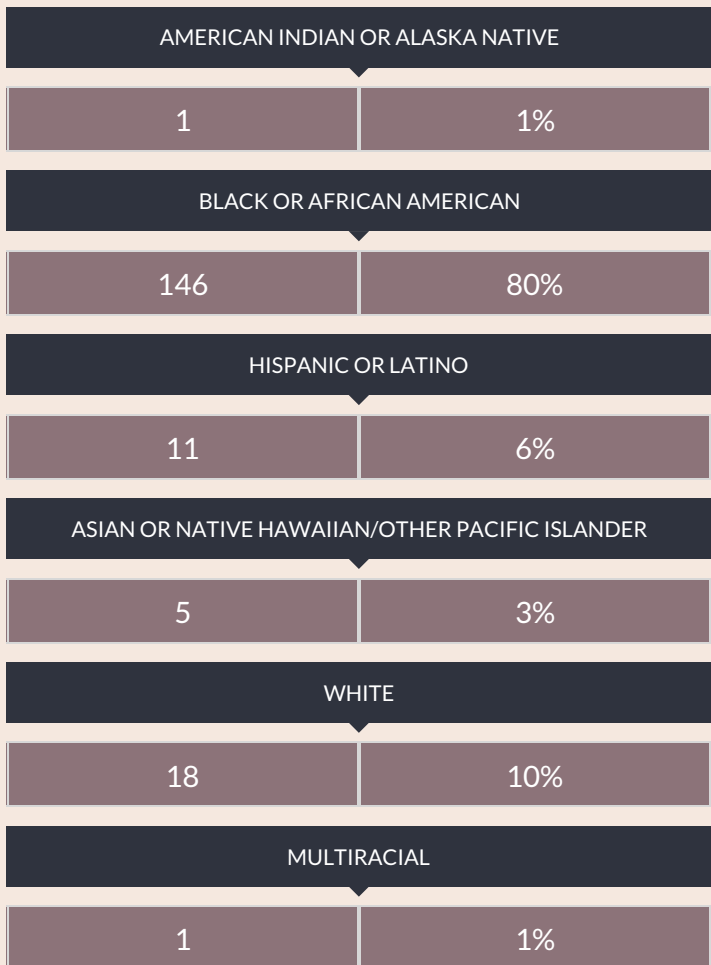 AMERICAN INDIAN OR ALASKA NATIVE
1 1%
BLACK OR AFRICAN AMERICAN
146 80%
HISPANIC OR LATINO
11 6%
ASIAN OR NATIVE HAWAIIAN/OTHER PACIFIC ISLANDER
5 3%
WHITE
18 10%
MULTIRACIAL
1 1%